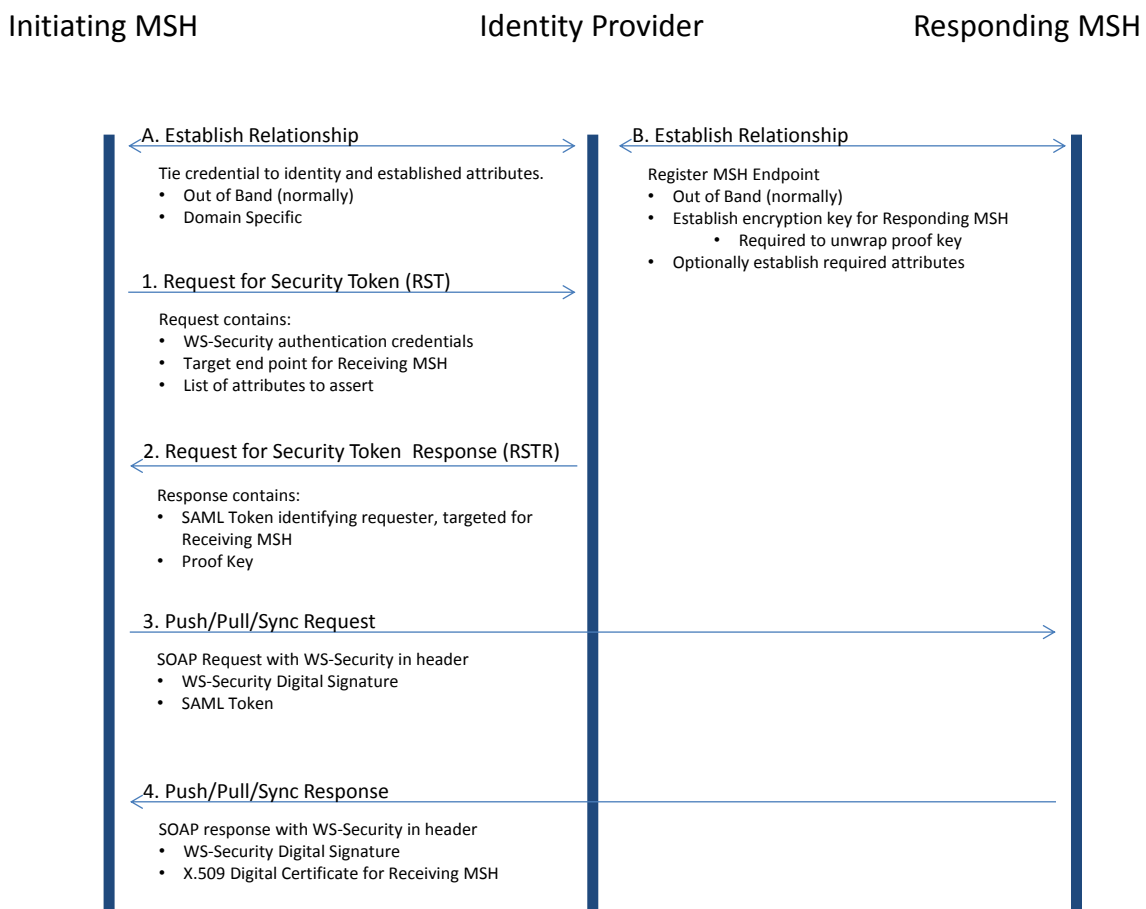 Initiating MSH
Identity Provider
Responding MSH
A. Establish Relationship
Tie credential to identity and established attributes.
• Out of Band (normally)
• Domain Specific
B. Establish Relationship
Register MSH Endpoint
• Out of Band (normally)
• Establish encryption key for Responding MSH
• Required to unwrap proof key
• Optionally establish required attributes
1. Request for Security Token (RST)
Request contains:
• WS-Security authentication credentials
• Target end point for Receiving MSH
• List of attributes to assert
2. Request for Security Token  Response (RSTR)
Response contains:
• SAML Token identifying requester, targeted for
Receiving MSH
• Proof Key
3. Push/Pull/Sync Request
SOAP Request with WS-Security in header
• WS-Security Digital Signature
• SAML Token
4. Push/Pull/Sync Response
SOAP response with WS-Security in header
• WS-Security Digital Signature
• X.509 Digital Certificate for Receiving MSH